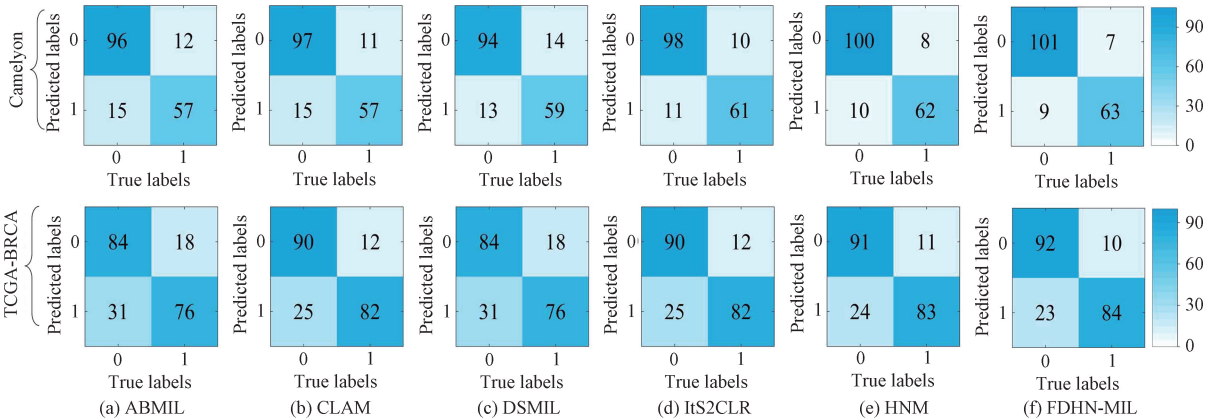 Camelyon
Predicted labels
0
1
96 12
15 57
0 1
True labels
Predicted labels
0
1
97 11
15 57
0 1
True labels
Predicted labels
0
1
94 14
13 59
0 1
True labels
Predicted labels
0
1
98 10
11 61
0 1
True labels
Predicted labels
0
1
100 8
10 62
0 1
True labels
Predicted labels
0
1
101 7
9 63
0 1
True labels
90
60
30
0
TCGA-BRCA
Predicted labels
0
1
84 18
31 76
0 1
True labels
(a) ABMIL
Predicted labels
0
1
90 12
25 82
0 1
True labels
(b) CLAM
Predicted labels
0
1
84 18
31 76
0 1
True labels
(c) DSMIL
Predicted labels
0
1
90 12
25 82
0 1
True labels
(d) ItS2CLR
Predicted labels
0
1
91 11
24 83
0 1
True labels
(e) HNM
Predicted labels
0
1
92 10
23 84
0 1
True labels
(f) FDHN-MIL
90
60
30
0